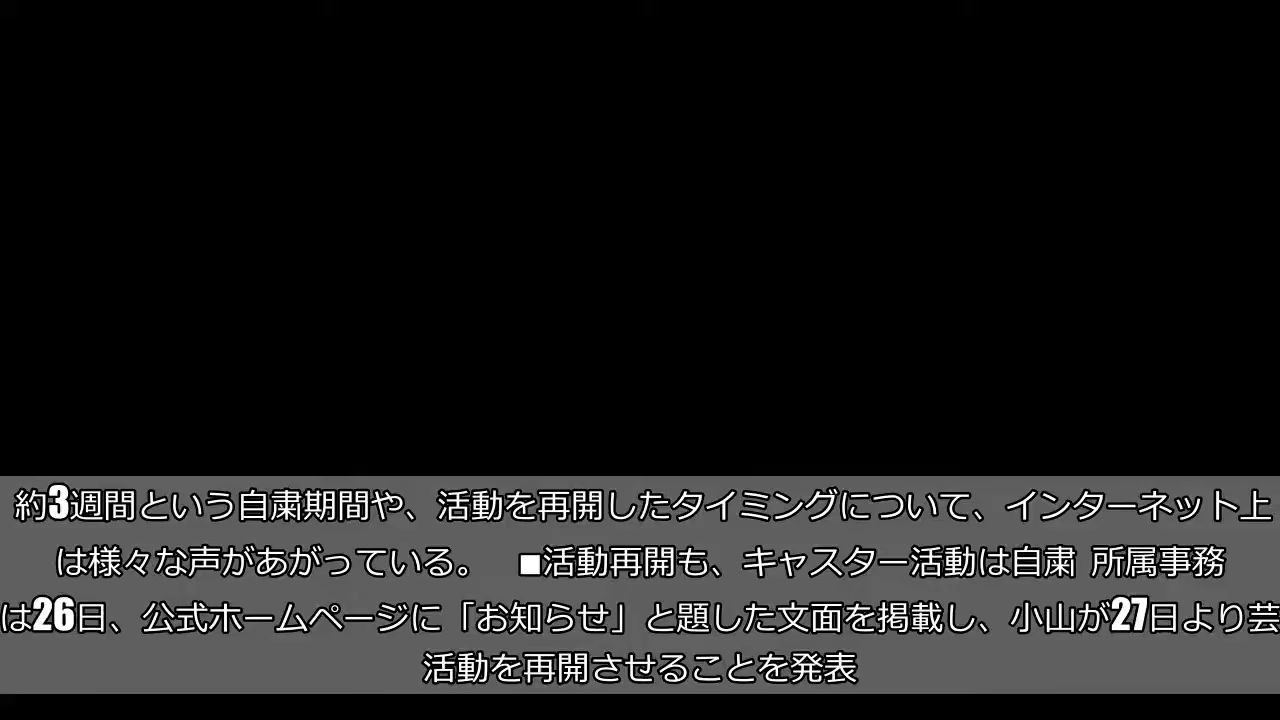 約3週間という自粛期間や、活動を再開したタイミングについて、インターネット上
は様々な声があがっている。　■活動再開も、キャスター活動は自粛 所属事務
は26日、公式ホームページに「お知らせ」と題した文面を掲載し、小山が27日より芸
活動を再開させることを発表